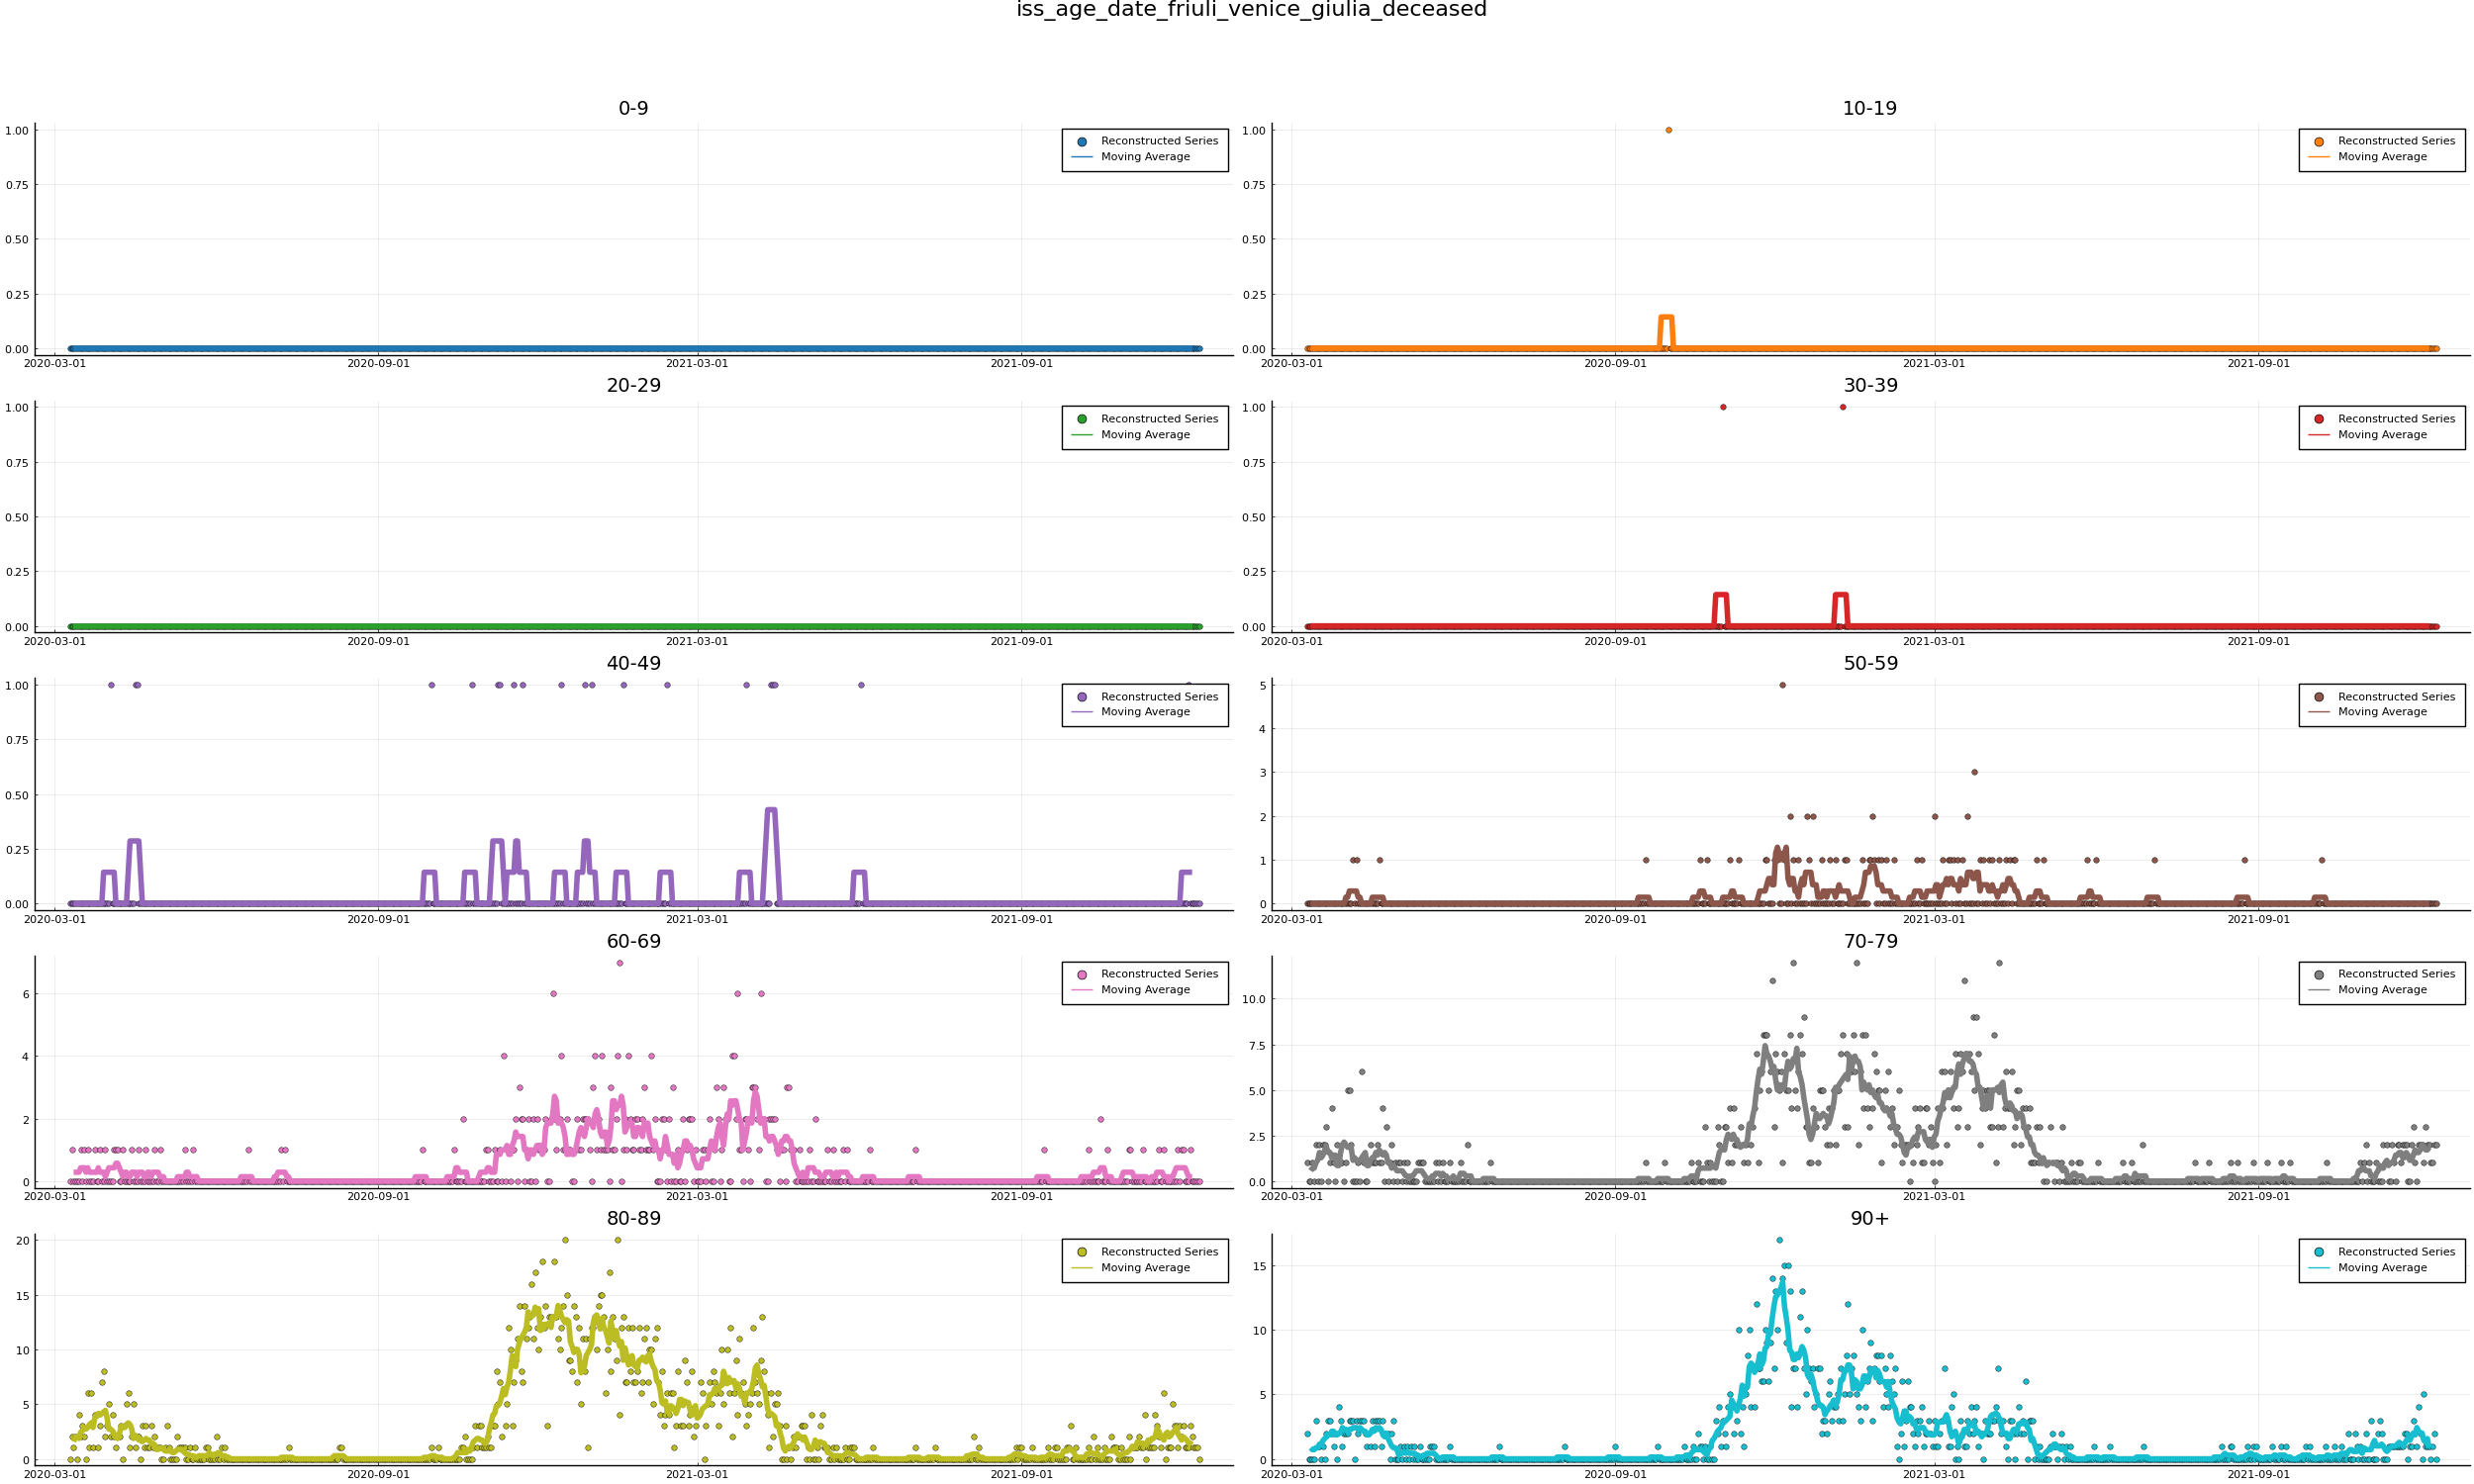 iss_age_date_friuli_venice_giulia_deceased
0-9
1.00
0.75
0.50
0.25
0.00
Reconstructed Series
Moving Average
2020-03-01 2020-09-01 2021-03-01 2021-09-01
10-19
1.00
0.75
0.50
0.25
0.00
Reconstructed Series
Moving Average
2020-03-01 2020-09-01 2021-03-01 2021-09-01
20-29
1.00
0.75
0.50
0.25
0.00
Reconstructed Series
Moving Average
2020-03-01 2020-09-01 2021-03-01 2021-09-01
30-39
1.00
0.75
0.50
0.25
0.00
Reconstructed Series
Moving Average
2020-03-01 2020-09-01 2021-03-01 2021-09-01
40-49
1.00
0.75
0.50
0.25
0.00
Reconstructed Series
Moving Average
2020-03-01 2020-09-01 2021-03-01 2021-09-01
50-59
5
4
3
2
1
0
Reconstructed Series
Moving Average
2020-03-01 2020-09-01 2021-03-01 2021-09-01
60-69
6
4
2
0
Reconstructed Series
Moving Average
2020-03-01 2020-09-01 2021-03-01 2021-09-01
70-79
10.0
7.5
5.0
2.5
0.0
Reconstructed Series
Moving Average
2020-03-01 2020-09-01 2021-03-01 2021-09-01
80-89
20
15
10
5
0
Reconstructed Series
Moving Average
2020-03-01 2020-09-01 2021-03-01 2021-09-01
90+
15
10
5
0
Reconstructed Series
Moving Average
2020-03-01 2020-09-01 2021-03-01 2021-09-01